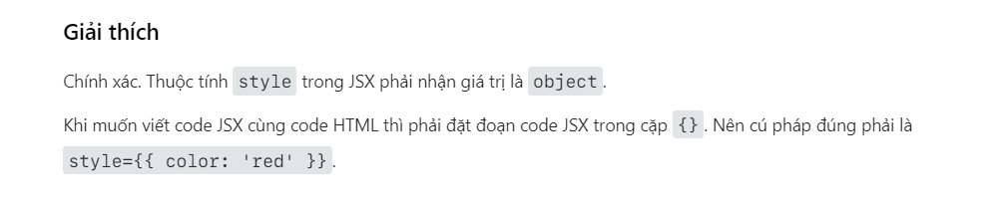 Giải thích
Chính xác. Thuộc tính style trong JSX phải nhận giá trị là object.
Khi muốn viết code JSX cùng code HTML thì phải đặt đoạn code JSX trong cặp {}. Nên cú pháp đúng phải là
style={{ color: 'red' }}.